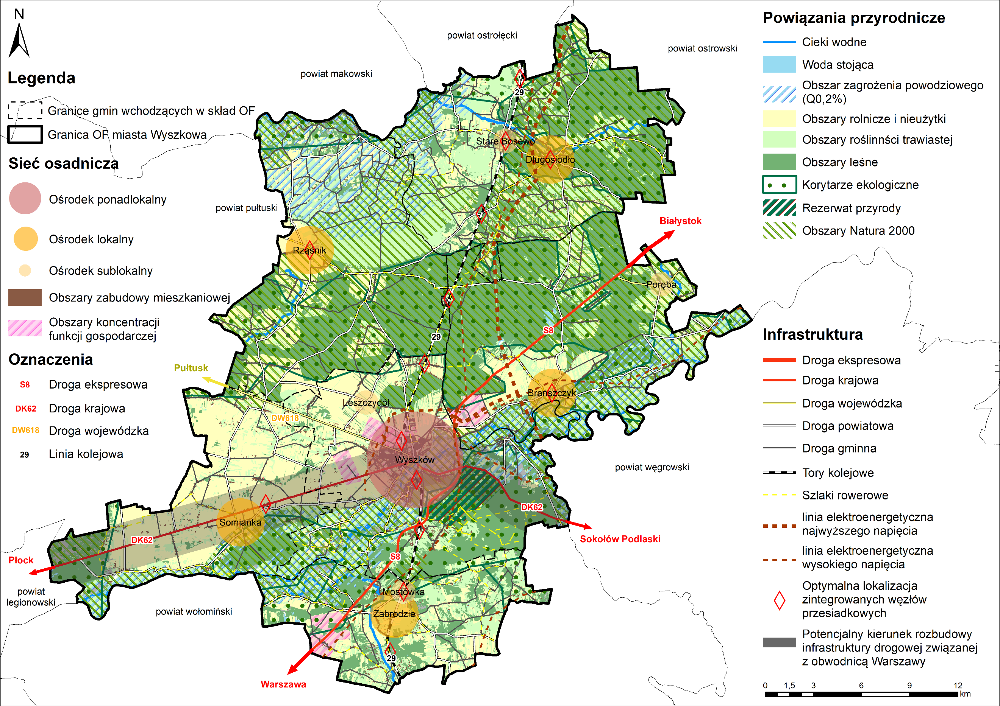 N
Legenda
Granice gmin wchodzących w skład OF
Granica OF miasta Wyszkowa
Sieć osadnicza
Ośrodek ponadlokalny
Ośrodek lokalny
Ośrodek sublokalny
Obszary zabudowy mieszkaniowej
Obszary koncentracji
funkcji gospodarczej
Oznaczenia
S8 Droga ekspresowa
DK62 Droga krajowa
DW618 Droga wojewódzka
29 Linia kolejowa
powiat ostrołęcki
powiat ostrowski
powiat makowski
powiat pułtuski
powiat węgrowski
powiat wołomiński
powiat
legionowski
29
Stare Bosewo
Długosiodło
Białystok
Rząśnik
Poręba
S8
29
Pułtusk
Leszczydół
Brańszczyk
DW618
Wyszków
DK62
Somianka
Sokołów Podlaski
DK62
Płock
S8
Mostówka
Zabrodzie
29
Warszawa
Powiązania przyrodnicze
Cieki wodne
Woda stojąca
Obszar zagrożenia powodziowego
(Q0,2%)
Obszary rolnicze i nieużytki
Obszary roślinnści trawiastej
Obszary leśne
Korytarze ekologiczne
Rezerwat przyrody
Obszary Natura 2000
Infrastruktura
Droga ekspresowa
Droga krajowa
Droga wojewódzka
Droga powiatowa
Droga gminna
Tory kolejowe
Szlaki rowerowe
linia elektroenergetyczna
najwyższego napięcia
linia elektroenergetyczna
wysokiego napięcia
Optymalna lokalizacja
zintegrowanych węzłów
przesiadkowych
Potencjalny kierunek rozbudowy
infrastruktury drogowej związanej
z obwodnicą Warszawy
0 1,5 3 6 9 12
km